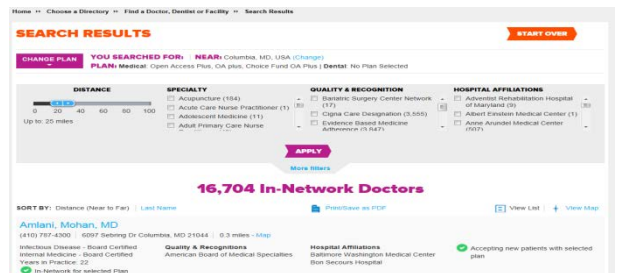 Home » Choose a Directory » Find a Doctor, Dentist or Facility » Search Results
SEARCH RESULTS
START OVER
CHANGE PLAN
YOU SEARCHED FOR: | NEAR: Columbia, MD, USA (Change)
PLAN: Medical: Open Access Plus, OA plus, Choice Fund OA Plus | Dental: No Plan Selected
DISTANCE
0 20 40 60 80 100
Up to: 25 miles
SPECIALTY
Acupuncture (184)
Acute Care Nurse Practitioner (1)
Adolescent Medicine (11)
Adult Primary Care Nurse
QUALITY & RECOGNITION
Bariatric Surgery Center Network
(17)
Cigna Care Designation (3,555)
Evidence Based Medicine
Adherence (3,047)
HOSPITAL AFFILIATIONS
Adventist Rehabilitation Hospital
of Maryland (9)
Albert Einstein Medical Center (1)
Anne Arundel Medical Center
(597)
APPLY
More filters
16,704 In-Network Doctors
SORT BY: Distance (Near to Far) | Last Name
Print/Save as PDF
View List | View Map
Amlani, Mohan, MD
(410) 787-4300 | 6097 Sebring Dr Columbia, MD 21044 | 0.3 miles - Map
Infectious Disease - Board Certified
Internal Medicine - Board Certified
Years in Practice: 22
In-Network for selected Plan
Quality & Recognitions
American Board of Medical Specialties
Hospital Affiliations
Baltimore Washington Medical Center
Bon Secours Hospital
Accepting new patients with selected
plan